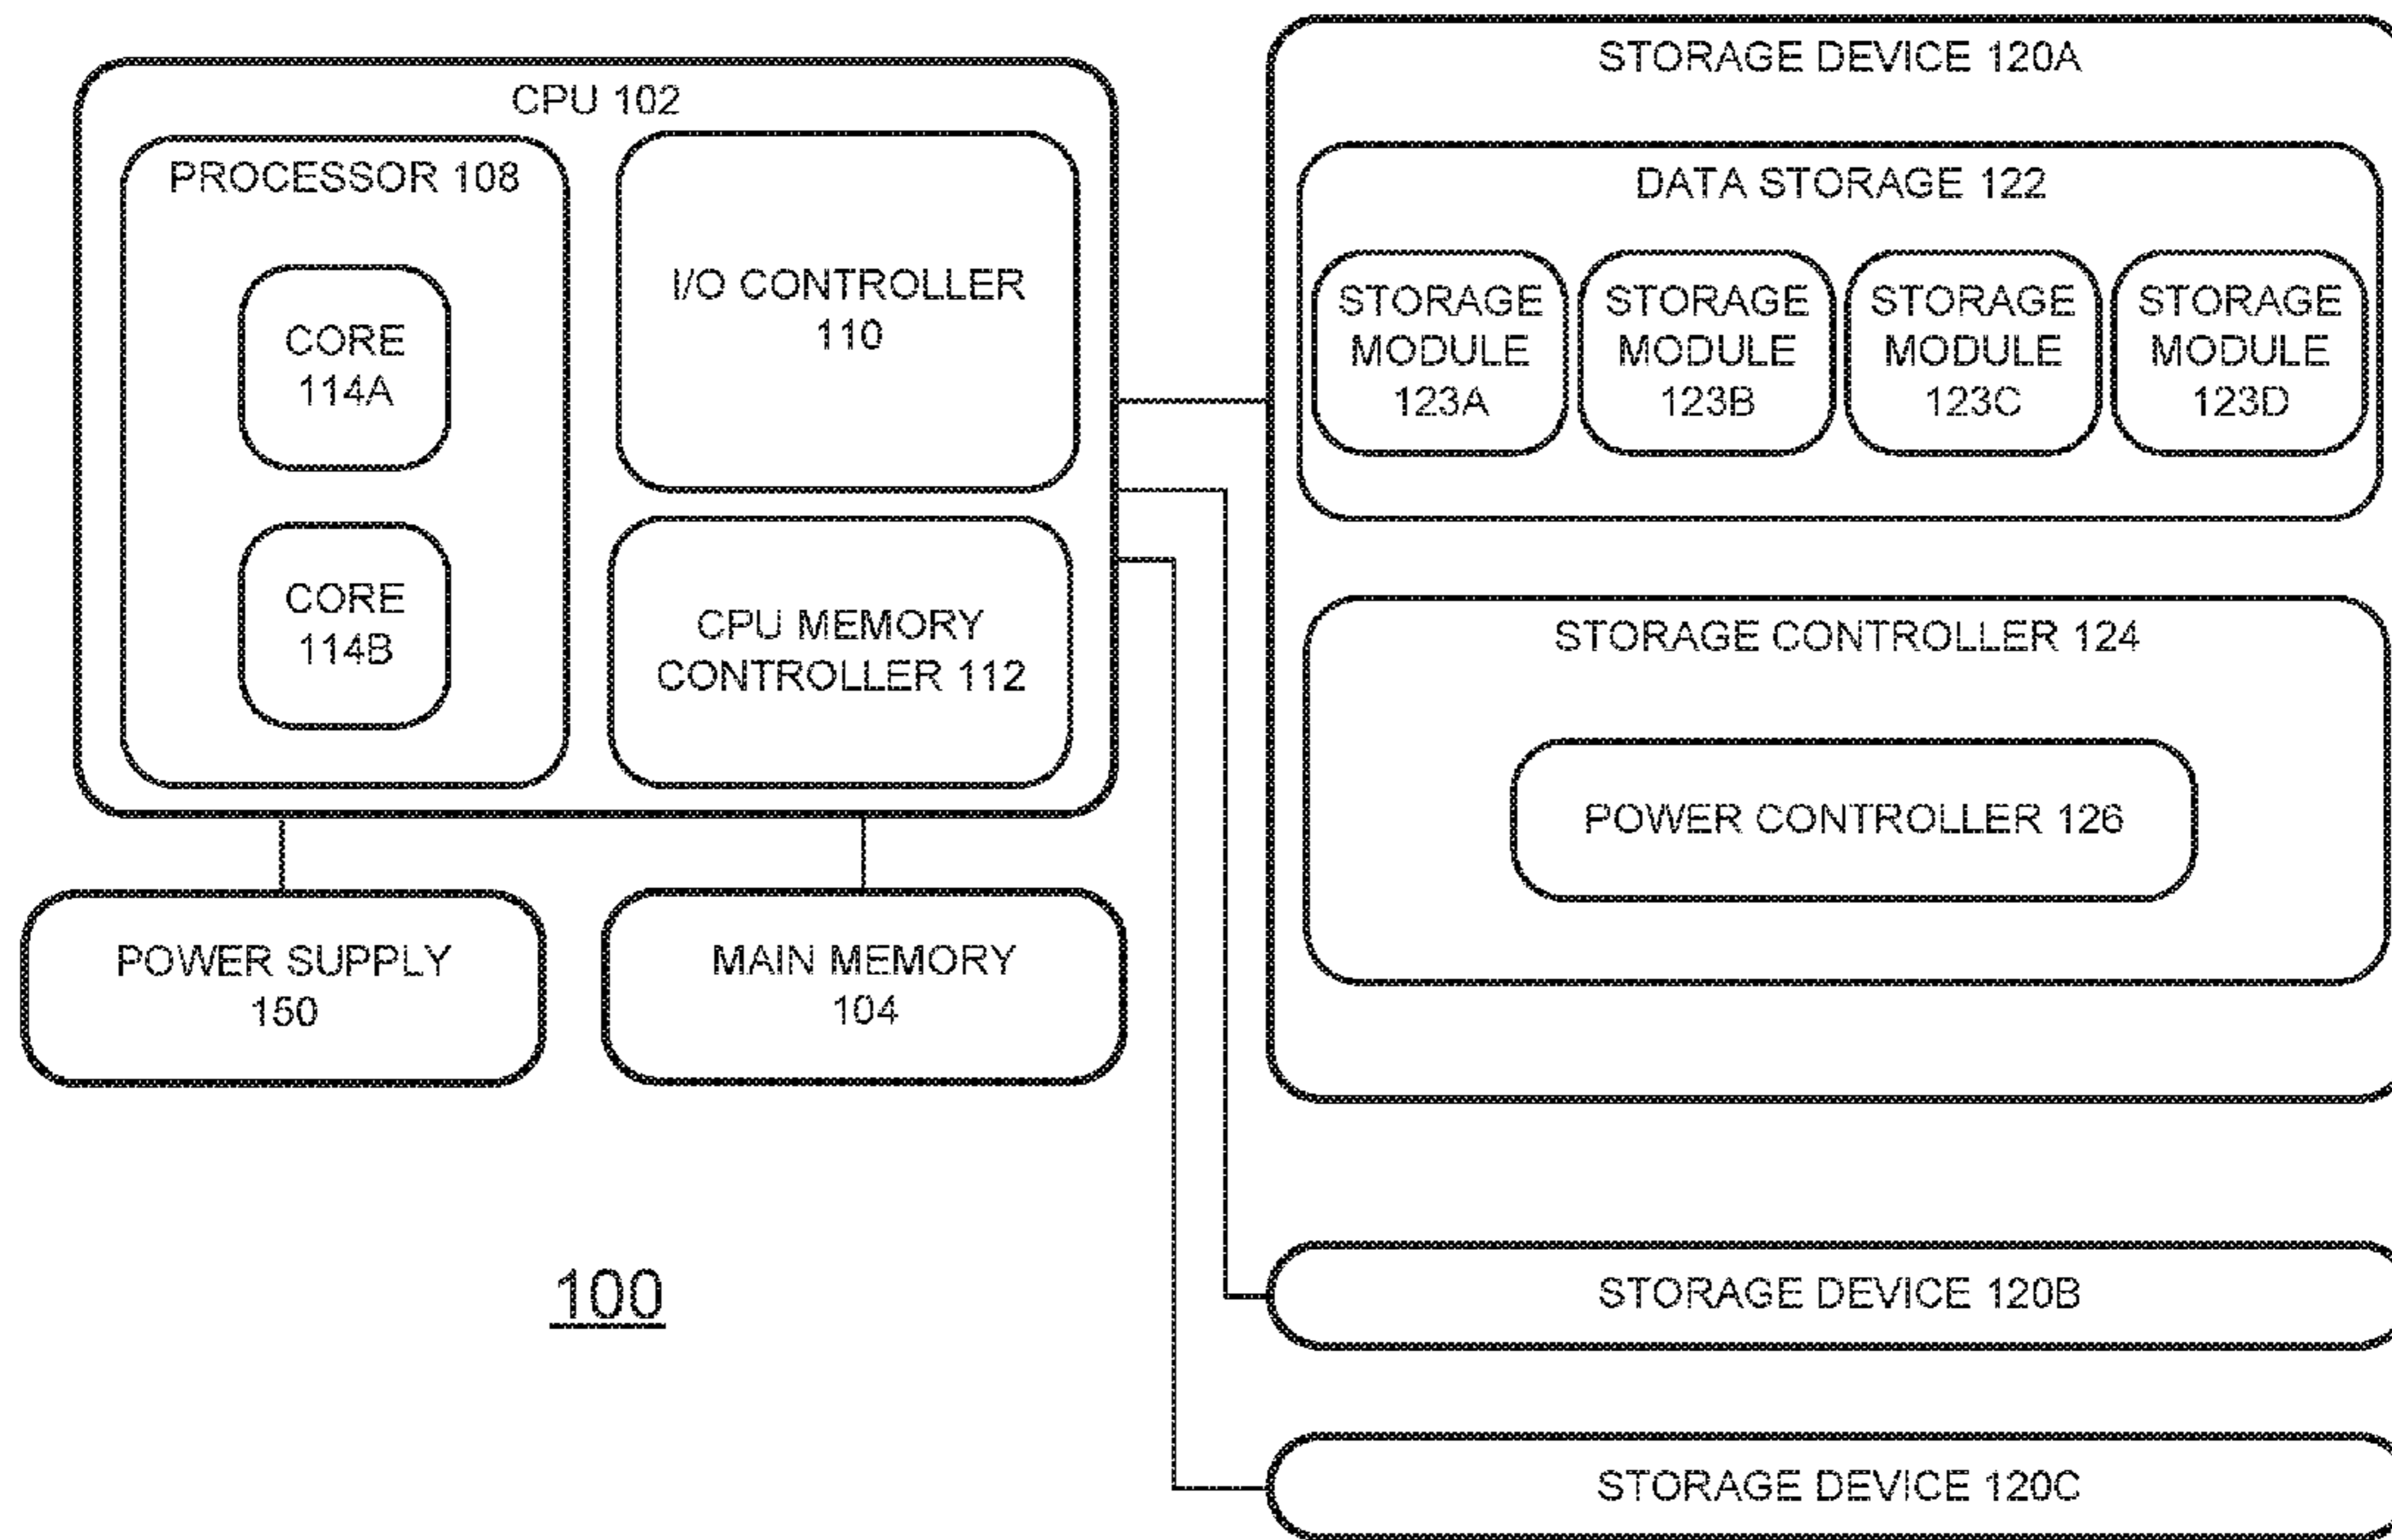 CPU 102
PROCESSOR 108
CORE
114A
CORE
114B
I/O CONTROLLER
110
CPU MEMORY
CONTROLLER 112
POWER SUPPLY
150
MAIN MEMORY
104
100
STORAGE DEVICE 120A
DATA STORAGE 122
STORAGE
MODULE
123A
STORAGE
MODULE
123B
STORAGE
MODULE
123C
STORAGE
MODULE
123D
STORAGE CONTROLLER 124
POWER CONTROLLER 126
STORAGE DEVICE 120B
STORAGE DEVICE 120C